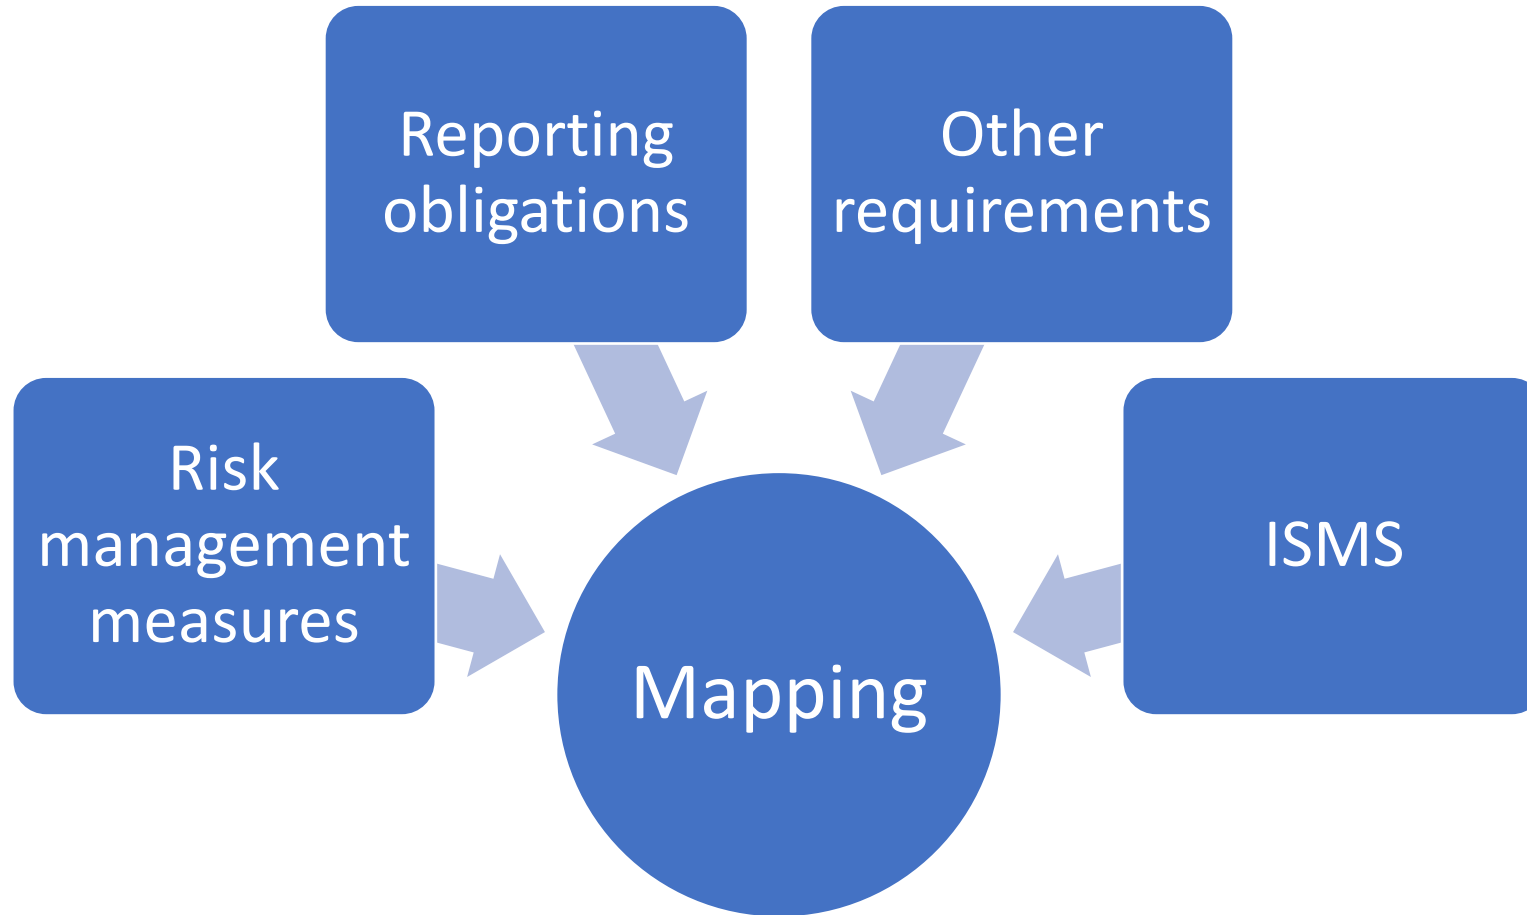 Reporting
obligations
Other
requirements
Risk
management
measures
ISMS
Mapping